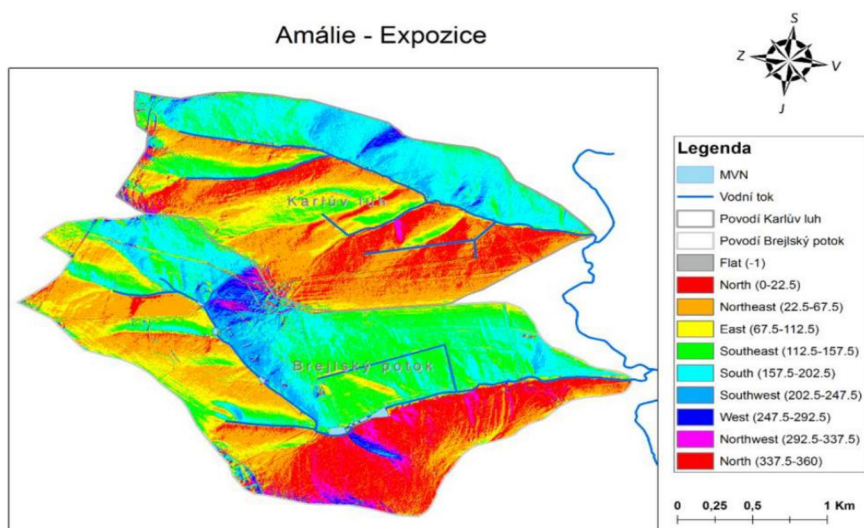 Amálie - Expozice
S
Z
V
J
Karlův luh
Brejlský potok
Legenda
MVN
Vodní tok
Povodí Karlův luh
Povodí Brejlský potok
Flat (-1)
North (0-22.5)
Northeast (22.5-67.5)
East (67.5-112.5)
Southeast (112.5-157.5)
South (157.5-202.5)
Southwest (202.5-247.5)
West (247.5-292.5)
Northwest (292.5-337.5)
North (337.5-360)
0 0,25 0,5 1 Km